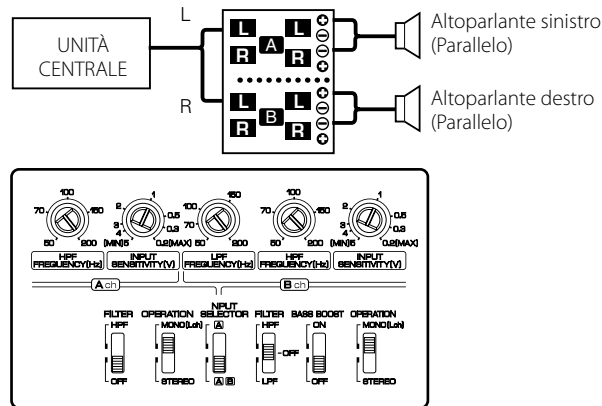 L
UNITÀ
CENTRALE
R
L L
A
R R
L L
B
R R
Altoparlante sinistro
(Parallelo)
Altoparlante destro
(Parallelo)
100
70 150
50 200
HPF
FREQUENCY(Hz)
1
2 0.5
3 0.3
4
(MIN)5 0.2(MAX)
INPUT
SENSITIVITY(V)
150
100
70
50 200
LPF
FREQUENCY(Hz)
100
70 150
50 200
HPF
FREQUENCY(Hz)
1
2 0.5
3 0.3
4
(MIN)5 0.2(MAX)
INPUT
SENSITIVITY(V)
A ch
B ch
FILTER
HPF
OFF
OPERATION
MONO(Lch)
STEREO
INPUT
SELECTOR
A
A B
FILTER
HPF
OFF
LPF
BASS BOOST
ON
OFF
OPERATION
MONO(Lch)
STEREO